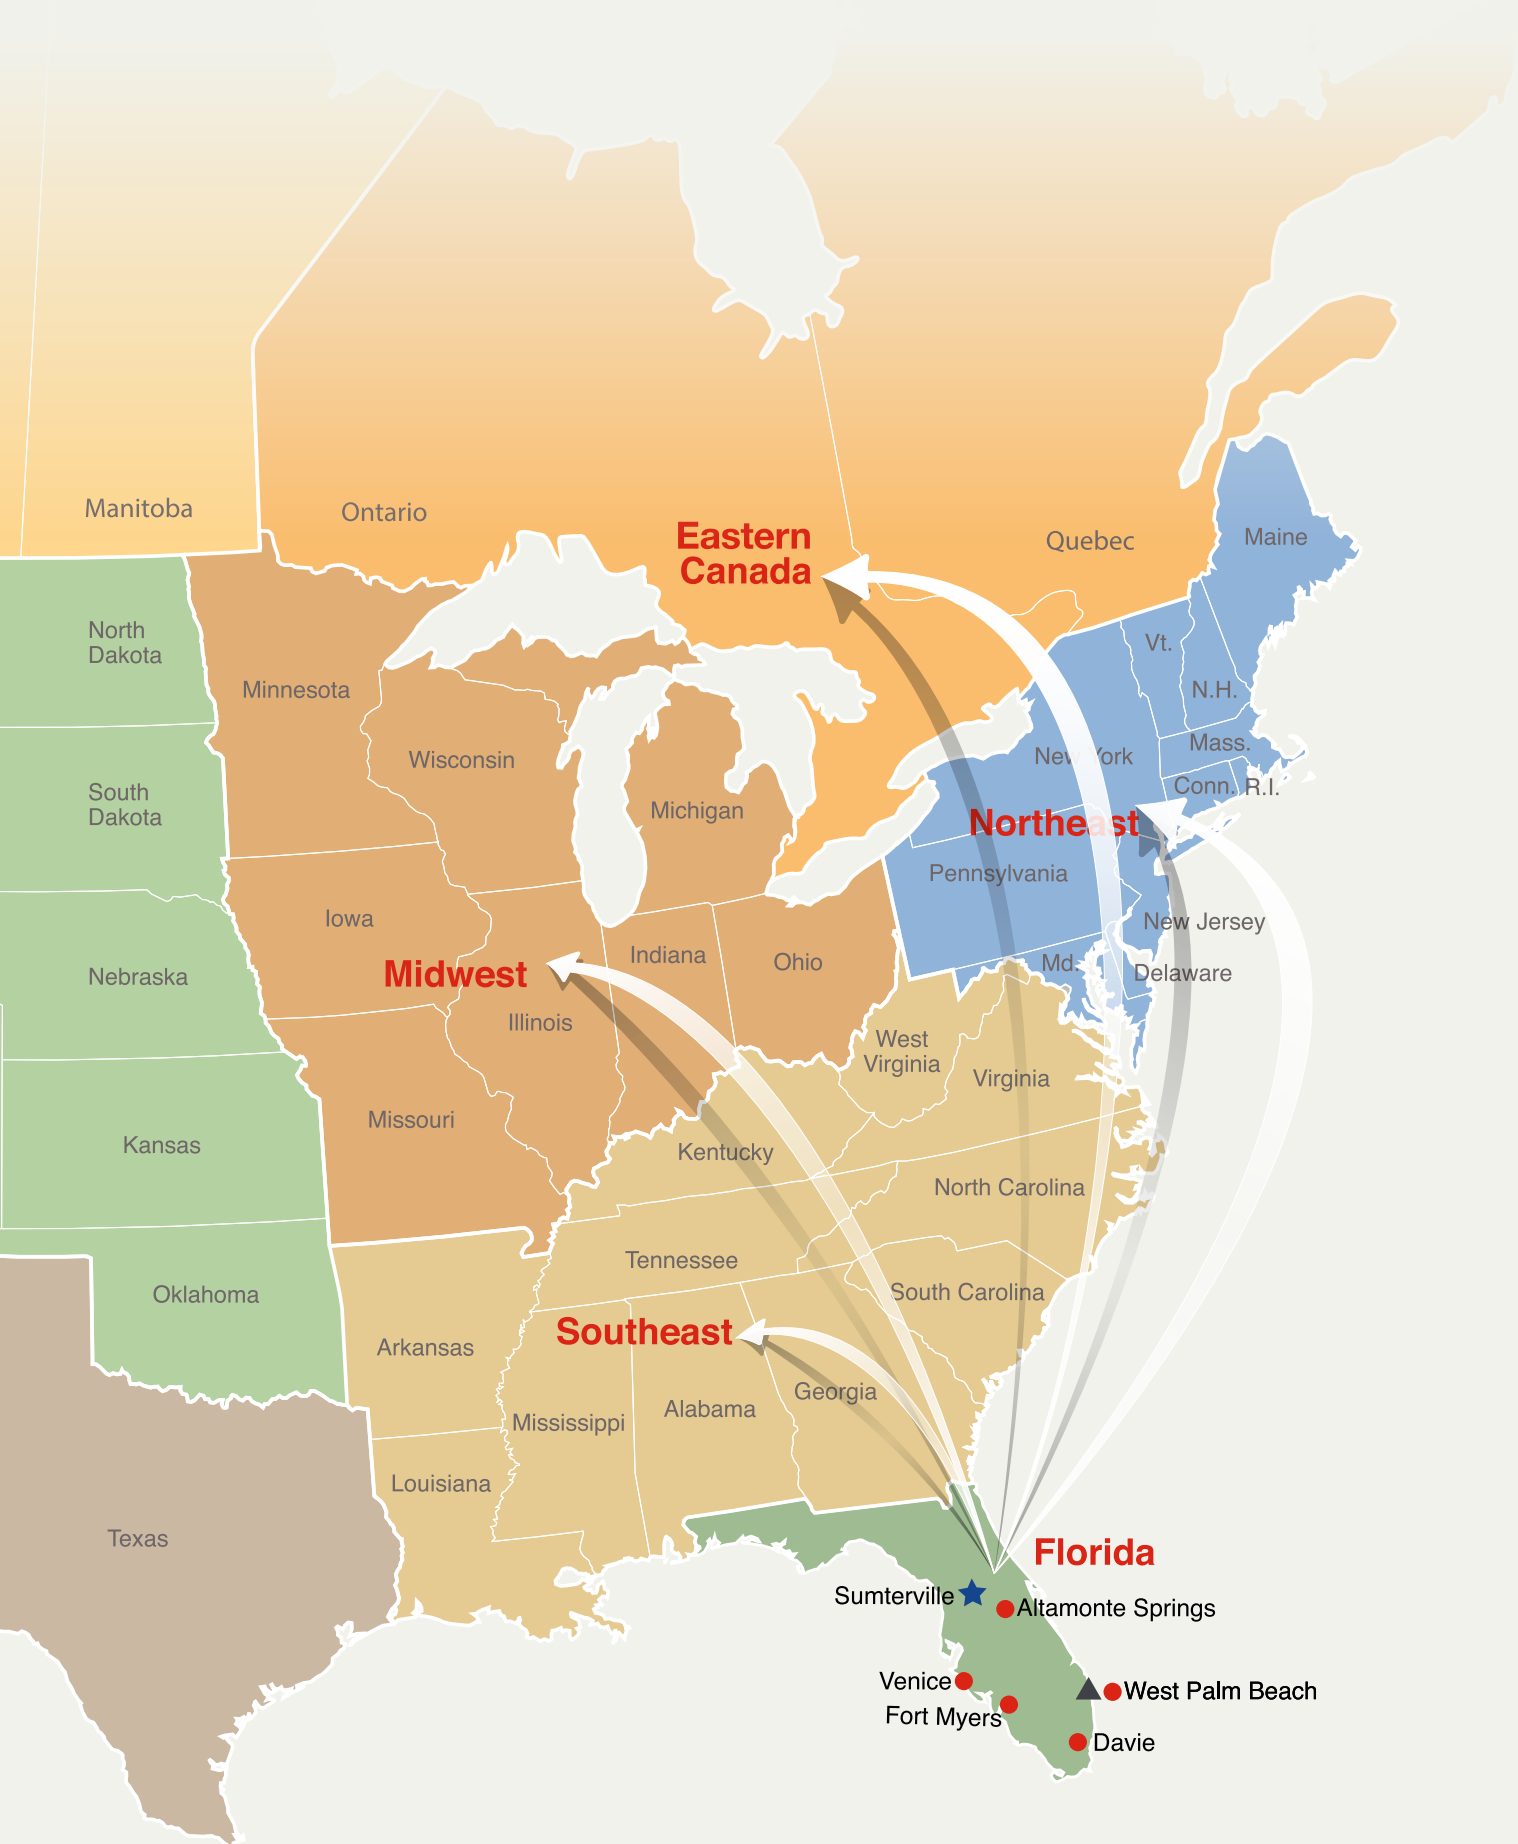 Manitoba
Ontario
Eastern
Canada
Quebec
Maine
North
Dakota
Minnesota
Vt.
N.H.
Wisconsin
New York
Mass.
South
Dakota
Michigan
Conn.
R.I.
Northeast
Pennsylvania
Iowa
New Jersey
Indiana
Ohio
Md.
Delaware
Nebraska
Midwest
Illinois
West
Virginia
Virginia
Missouri
Kansas
Kentucky
North Carolina
Tennessee
Oklahoma
South Carolina
Southeast
Arkansas
Georgia
Alabama
Mississippi
Louisiana
Texas
Florida
Sumterville
Altamonte Springs
Venice
West Palm Beach
Fort Myers
Davie